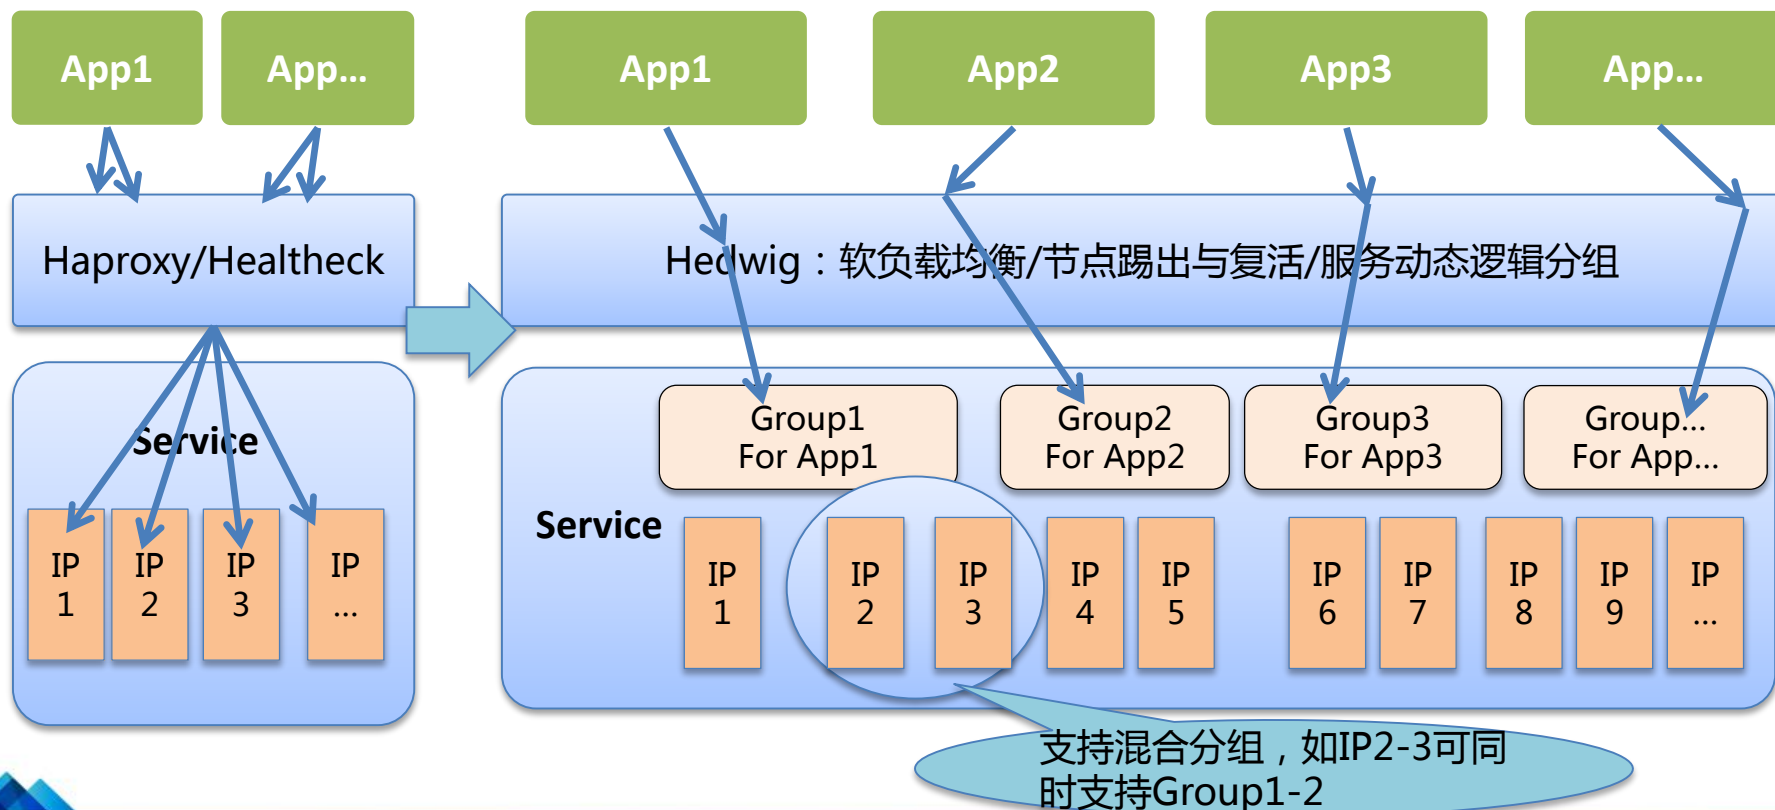 App1
App...
App1
App2
App3
App...
Haproxy/Healtheck
Hedwig：软负载均衡/节点踢出与复活/服务动态逻辑分组
Service
IP
1
IP
2
IP
3
IP
...
Group1
For App1
Group2
For App2
Group3
For App3
Group...
For App...
Service
IP
1
IP
2
IP
3
IP
4
IP
5
IP
6
IP
7
IP
8
IP
9
IP
...
支持混合分组，如IP2-3可同
时支持Group1-2